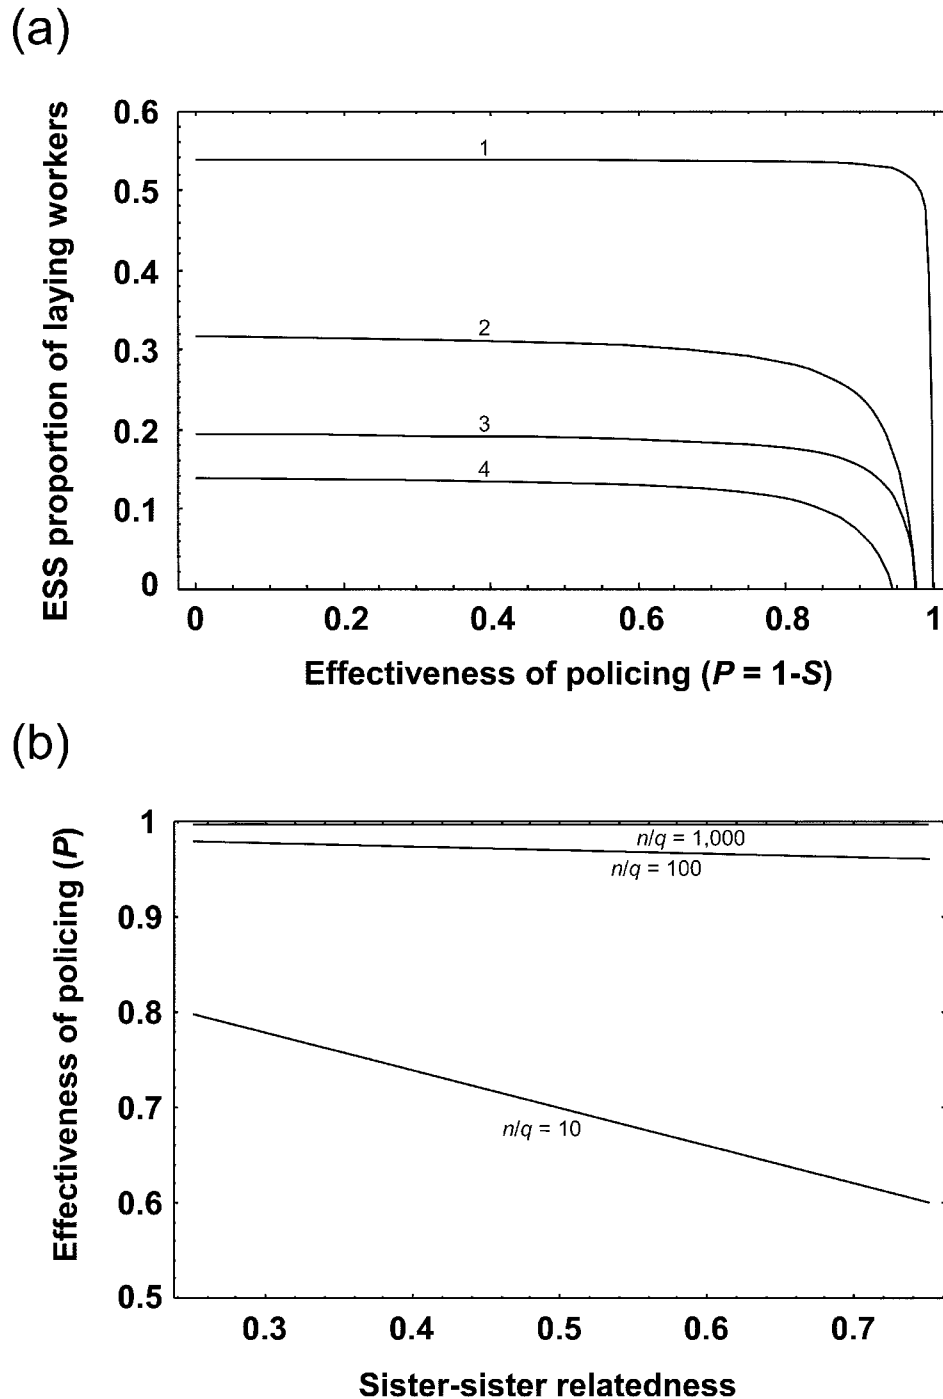 (a)
ESS proportion of laying workers
0.6
0.5
0.4
0.3
0.2
0.1
0
1
2
3
4
0 0.2 0.4 0.6 0.8 1
Effectiveness of policing (P = 1-S)
(b)
Effectiveness of policing (P)
1
0.9
0.8
0.7
0.6
0.5
n/q = 1,000
n/q = 100
n/q = 10
0.3 0.4 0.5 0.6 0.7
Sister-sister relatedness